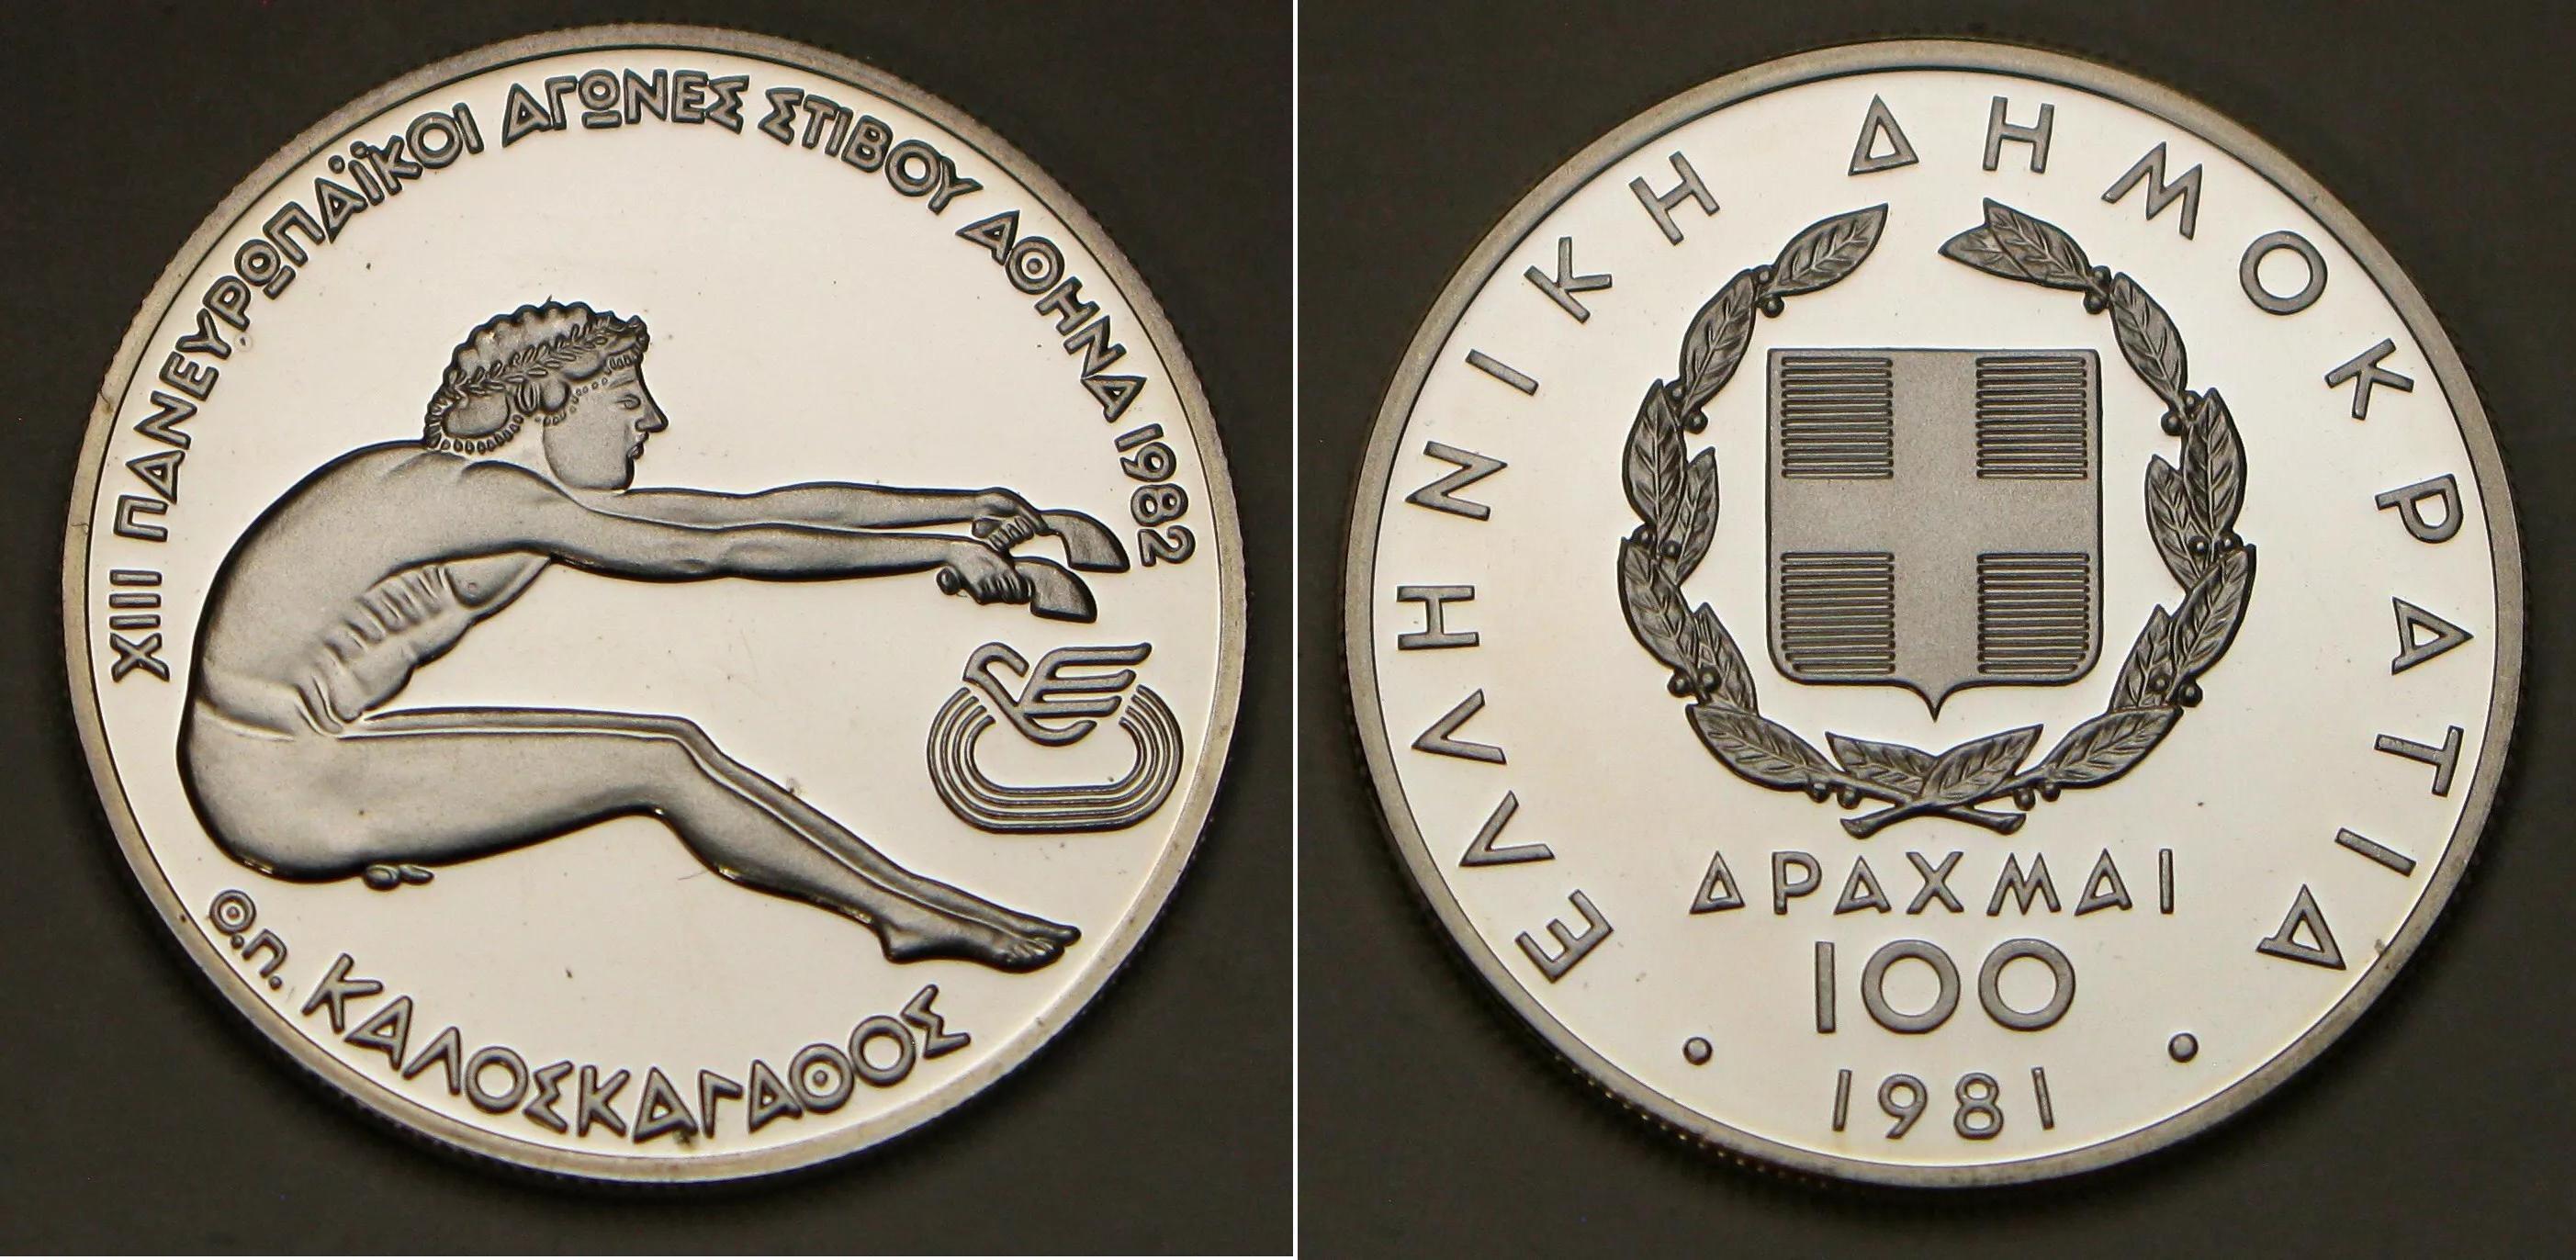 XIII ΠΑΝΕΥΡΩΠΑΪΚΟΙ ΑΓΩΝΕΣ ΣΤΙΒΟΥ ΑΘΗΝΑ 1982
Θ.Π. ΚΑΛΟΣΚΑΓΑΘΟΣ
ΕΛΛΗΝΙΚΗ ΔΗΜΟΚΡΑΤΙΑ
ΔΡΑΧΜΑΙ
100
• 1981 •